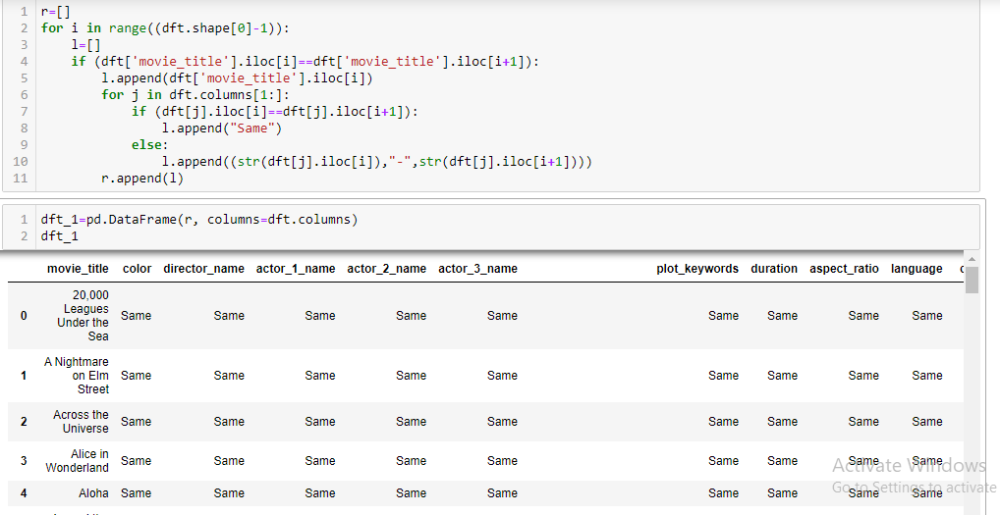 1 r=[]
2 for i in range((dft.shape[0]-1)):
3     l=[]
4     if (dft['movie_title'].iloc[i]==dft['movie_title'].iloc[i+1]):
5         l.append(dft['movie_title'].iloc[i])
6         for j in dft.columns[1:]:
7             if (dft[j].iloc[i]==dft[j].iloc[i+1]):
8                 l.append("Same")
9             else:
10                 l.append((str(dft[j].iloc[i]),"-",str(dft[j].iloc[i+1])))
11         r.append(l)
1 dft_1=pd.DataFrame(r, columns=dft.columns)
2 dft_1
movie_title color director_name actor_1_name actor_2_name actor_3_name plot_keywords duration aspect_ratio language
20,000
Leagues
0 Under the Same Same Same Same Same Same Same Same Same
Sea
A Nightmare
1 on Elm Same Same Same Same Same Same Same Same Same
Street
2 Across the Same Same Same Same Same Same Same Same Same
Universe
3 Alice in Same Same Same Same Same Same Same Same Same
Wonderland
4 Aloha Same Same Same Same Same Same Same Same Same
Activate Windows
Go to Settings to activate